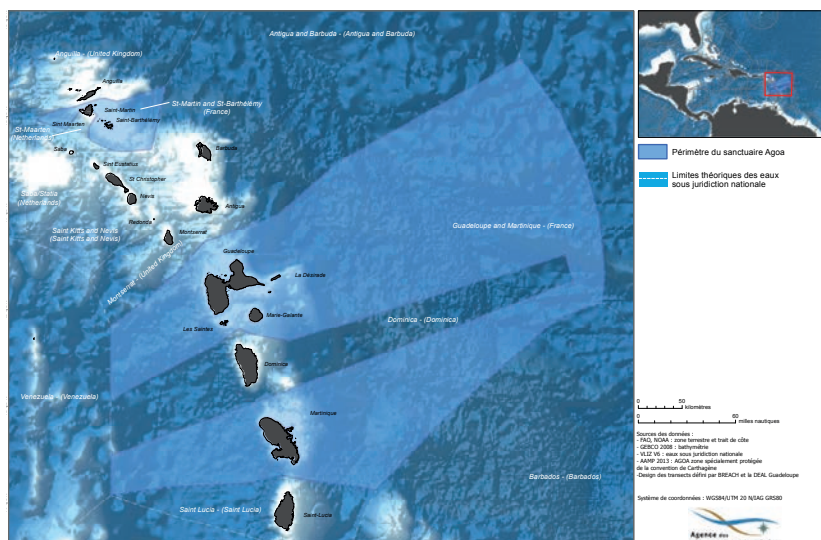 Antigua and Barbuda - (Antigua and Barbuda)
Anguilla - (United Kingdom)
Anguilla
St-Martin and St-Barthélémy
(France)
Saint-Martin
Sint Maarten
Saint-Barthélémy
St-Maarten
(Netherlands)
Saba
Barbuda
Sint Eustatius
St Christopher
Saba/Statia
(Netherlands)
Nevis
Antigua
Redonda
Saint Kitts and Nevis
(Saint Kitts and Nevis)
Montserrat
Guadeloupe and Martinique - (France)
Montserrat - (United Kingdom)
Guadeloupe
La Désirade
Marie-Galante
Les Saintes
Dominica - (Dominica)
Dominica
Venezuela - (Venezuela)
Martinique
Barbados - (Barbados)
Saint Lucia - (Saint Lucia)
Saint-Lucia
Périmètre du sanctuaire Agoa
Limites théoriques des eaux
sous juridiction nationale
0 50
kilomètres
0 60
milles nautiques
Sources des données :
- FAO, NOAA : zone terrestre et trait de côte
- GEBCO 2008 : bathymétrie
- VLIZ V6 : eaux sous juridiction nationale
- AAMP 2013 : AGOA zone spécialement protégée
de la convention de Carthagène
-Design des transects défini par BREACH et la DEAL Guadeloupe
Système de coordonnées : WGS84/UTM 20 N/IAG GRS80
Agence des